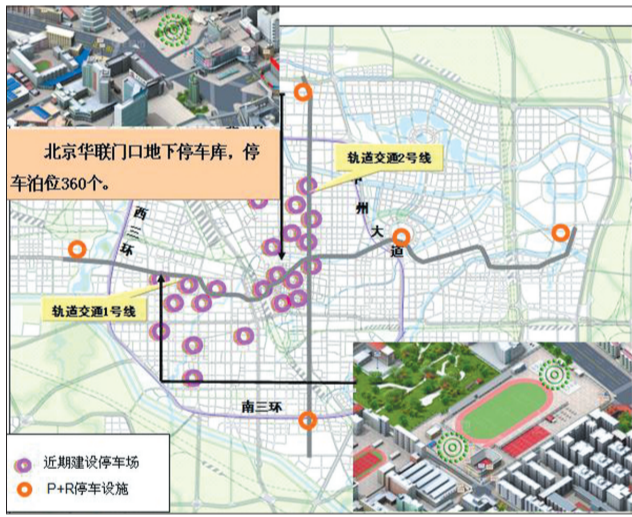 北京华联门口地下停车库，停
车泊位360个。
轨道交通2号线
西三环
州大道
轨道交通1号线
南三环
近期建设停车场
P+R停车设施